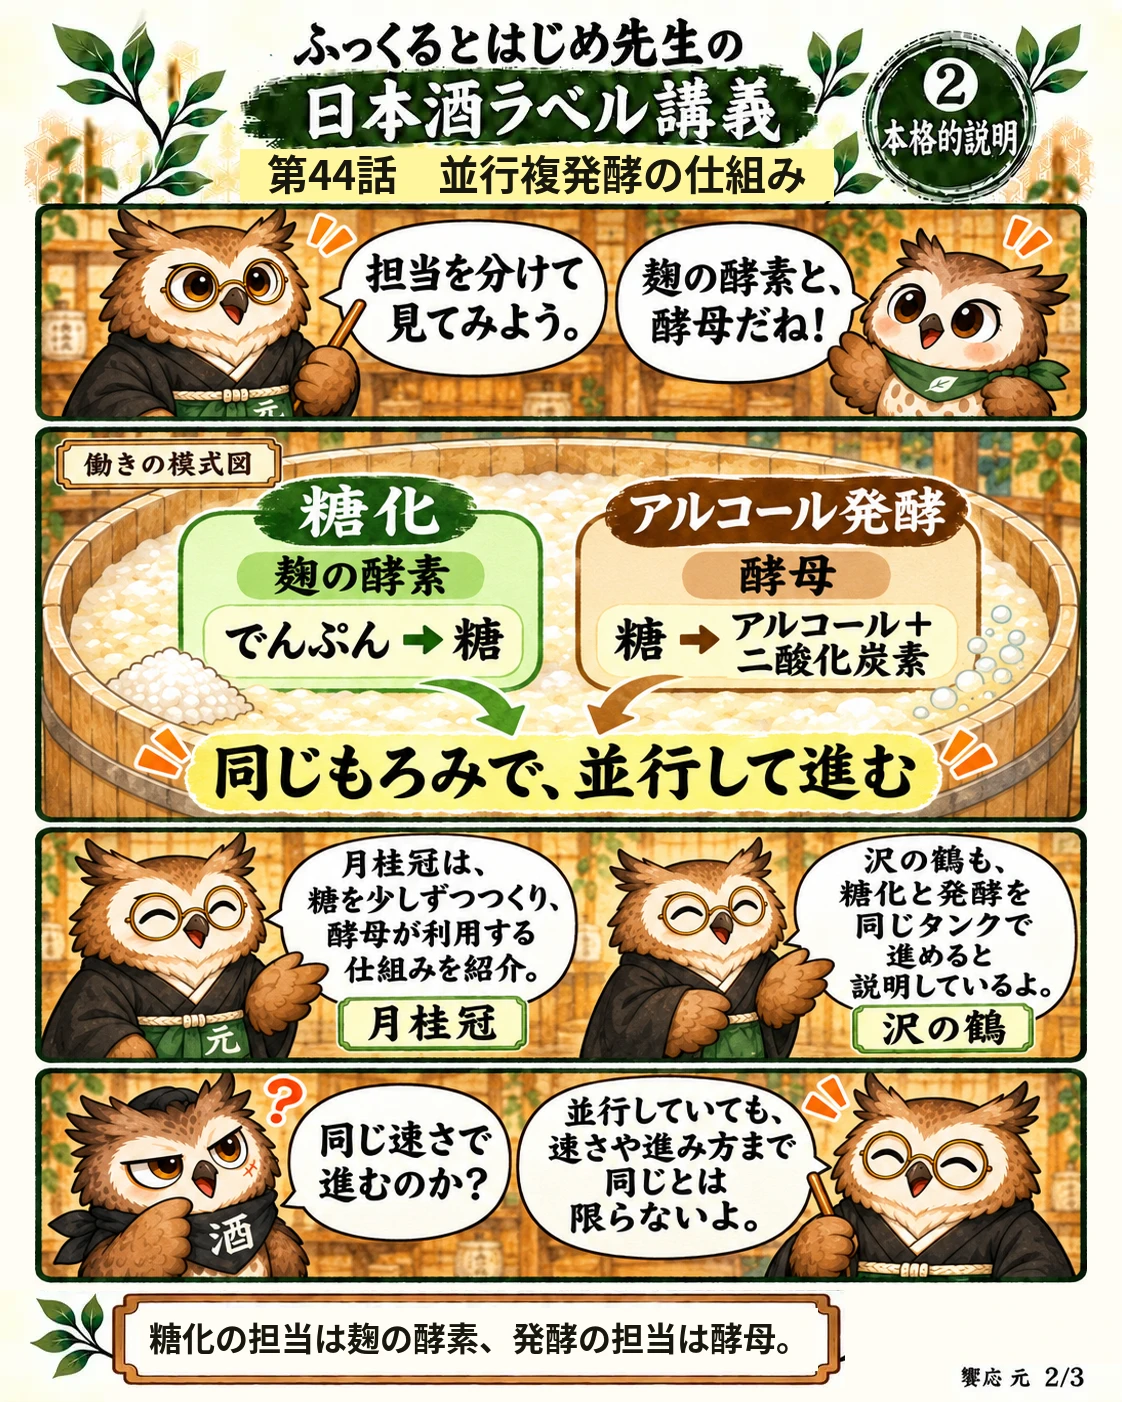 ふっくるとはじめ先生の
日本酒ラベル講義
2
本格的説明
第44話 並行複発酵の仕組み
担当を分けて
見てみよう。
麹の酵素と、
酵母だね!
元
働きの模式図
糖化
麹の酵素
でんぷん→糖
アルコール発酵
酵母
糖→アルコール+
二酸化炭素
同じもろみで、並行して進む
月桂冠は、
糖を少しずつつくり、
酵母が利用する
仕組みを紹介。
月桂冠
元
沢の鶴も、
糖化と発酵を
同じタンクで
進めると
説明しているよ。
沢の鶴
?
同じ速さで
進むのか?
酒
並行していても、
速さや進み方まで
同じとは
限らないよ。
糖化の担当は麹の酵素、発酵の担当は酵母。
饗応 元 2/3